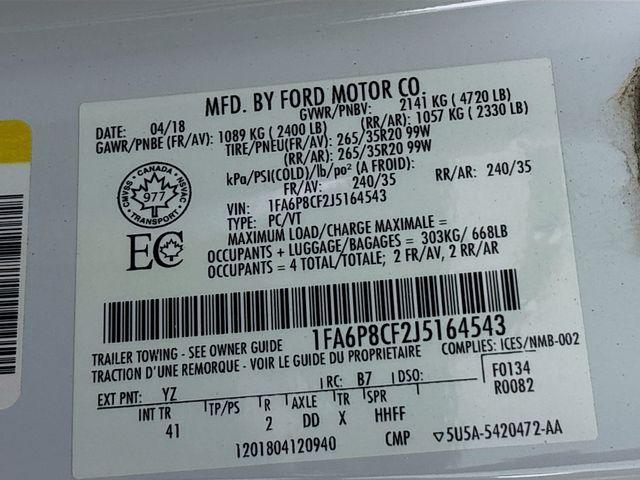 MFD. BY FORD MOTOR CO.
DATE: 04/18 GVWR/PNBV: 2141 KG ( 4720 LB)
GAWR/PNBE (FR/AV): 1089 KG ( 2400 LB) (RR/AR): 1057 KG ( 2330 LB)
TIRE/PNEU(FR/AV): 265/35R20 99W
(RR/AR): 265/35R20 99W
kPa/PSI(COLD)/lb/po² (A FROID):
FR/AV: 240/35 RR/AR: 240/35
CANADA
SVMAC NSVAC
977
TRANSPORT
VIN: 1FA6P8CF2J5164543
TYPE: PC/VT
MAXIMUM LOAD/CHARGE MAXIMALE =
OCCUPANTS + LUGGAGE/BAGAGES = 303KG/ 668LB
OCCUPANTS = 4 TOTAL/TOTALE; 2 FR/AV, 2 RR/AR
EC
1FA6P8CF2J5164543
TRAILER TOWING - SEE OWNER GUIDE COMPLIES: ICES/NMB-002
TRACTION D'UNE REMORQUE - VOIR GUIDE DU PROPRIETAIRE
EXT PNT: YZ RC: B7 DSO: F0134
INT TR TP/PS R AXLE TR SPR R0082
41 2 DD X HHFF
1201804120940 CMP ▽5U5A-5420472-AA